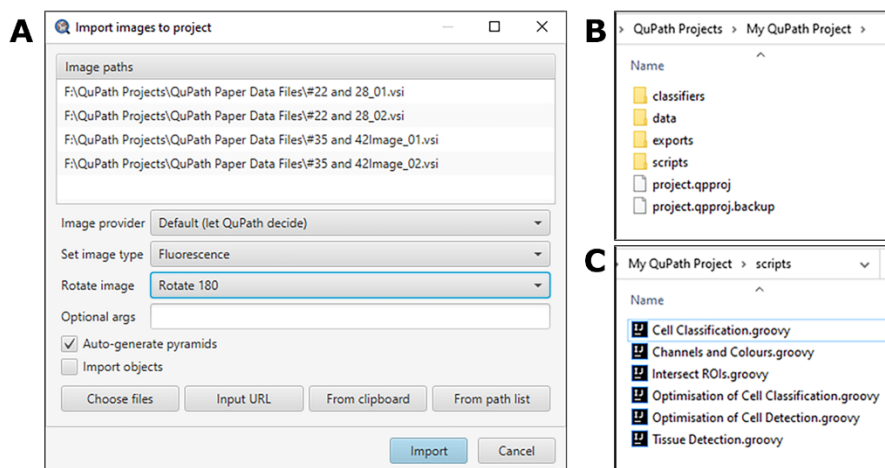 A
Import images to project
Image paths
F:\QuPath Projects\QuPath Paper Data Files\#22 and 28_01.vsi
F:\QuPath Projects\QuPath Paper Data Files\#22 and 28_02.vsi
F:\QuPath Projects\QuPath Paper Data Files\#35 and 42Image_01.vsi
F:\QuPath Projects\QuPath Paper Data Files\#35 and 42Image_02.vsi
Image provider Default (let QuPath decide)
Set image type Fluorescence
Rotate image Rotate 180
Optional args
Auto-generate pyramids
Import objects
Choose files Input URL From clipboard From path list
Import Cancel
B
QuPath Projects > My QuPath Project >
Name
classifiers
data
exports
scripts
project.qpproj
project.qpproj.backup
C
My QuPath Project > scripts
Name
Cell Classification.groovy
Channels and Colours.groovy
Intersect ROIs.groovy
Optimisation of Cell Classification.groovy
Optimisation of Cell Detection.groovy
Tissue Detection.groovy